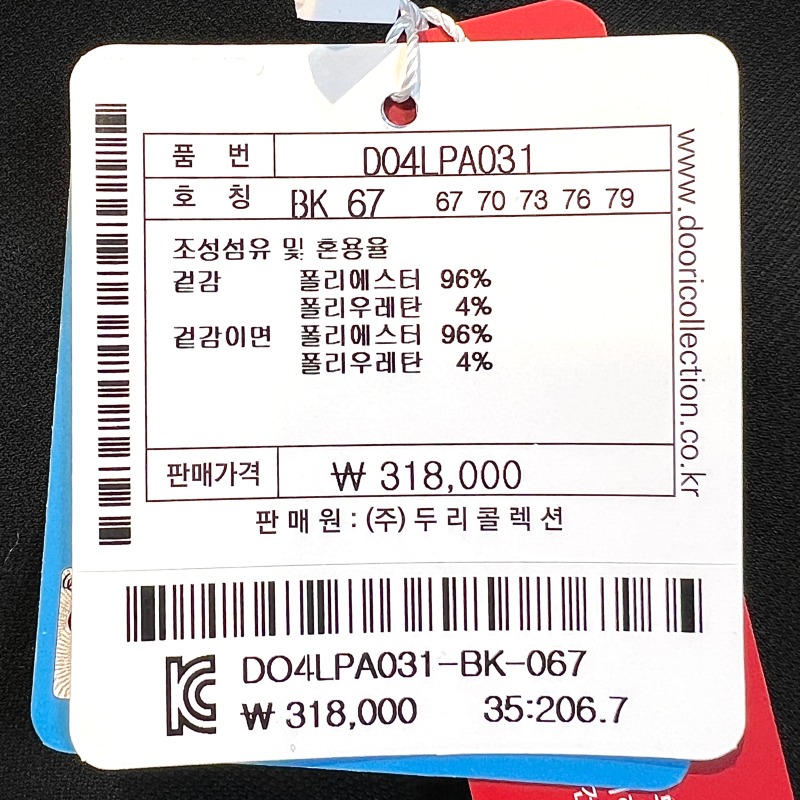 품 번 DO4LPA031
호 칭 BK 67 67 70 73 76 79
조성섬유 및 혼용율
겉감 폴리에스터 96%
폴리우레탄 4%
겉감이면 폴리에스터 96%
폴리우레탄 4%
판매가격 ₩ 318,000
판매원:(주)두리콜렉션
www.dooricollection.co.kr
DO4LPA031-BK-067
₩ 318,000 35:206.7